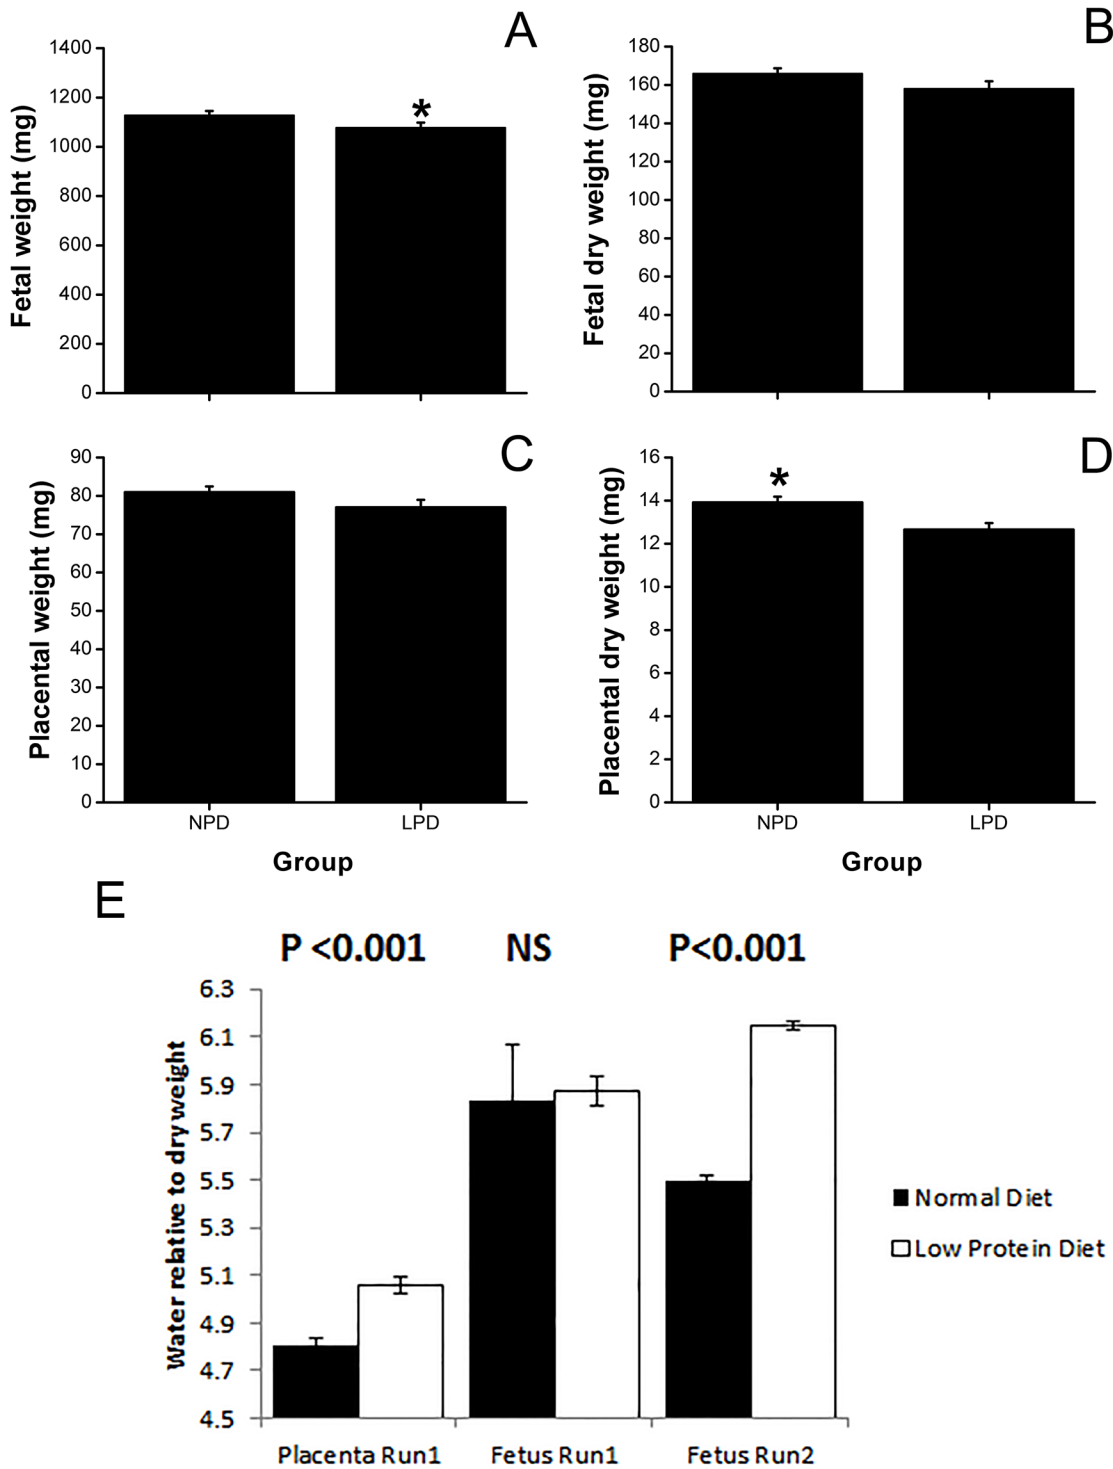 A
Fetal weight (mg)
1400
1200
1000
800
600
400
200
0
*
B
Fetal dry weight (mg)
180
160
140
120
100
80
60
40
20
0
C
Placental weight (mg)
90
80
70
60
50
40
30
20
10
0
NPD LPD
Group
D
Placental dry weight (mg)
16
14
12
10
8
6
4
2
0
*
NPD LPD
Group
E
P <0.001 NS P<0.001
Water relative to dry weight
6.3
6.1
5.9
5.7
5.5
5.3
5.1
4.9
4.7
4.5
Placenta Run1 Fetus Run1 Fetus Run2
Normal Diet
Low Protein Diet